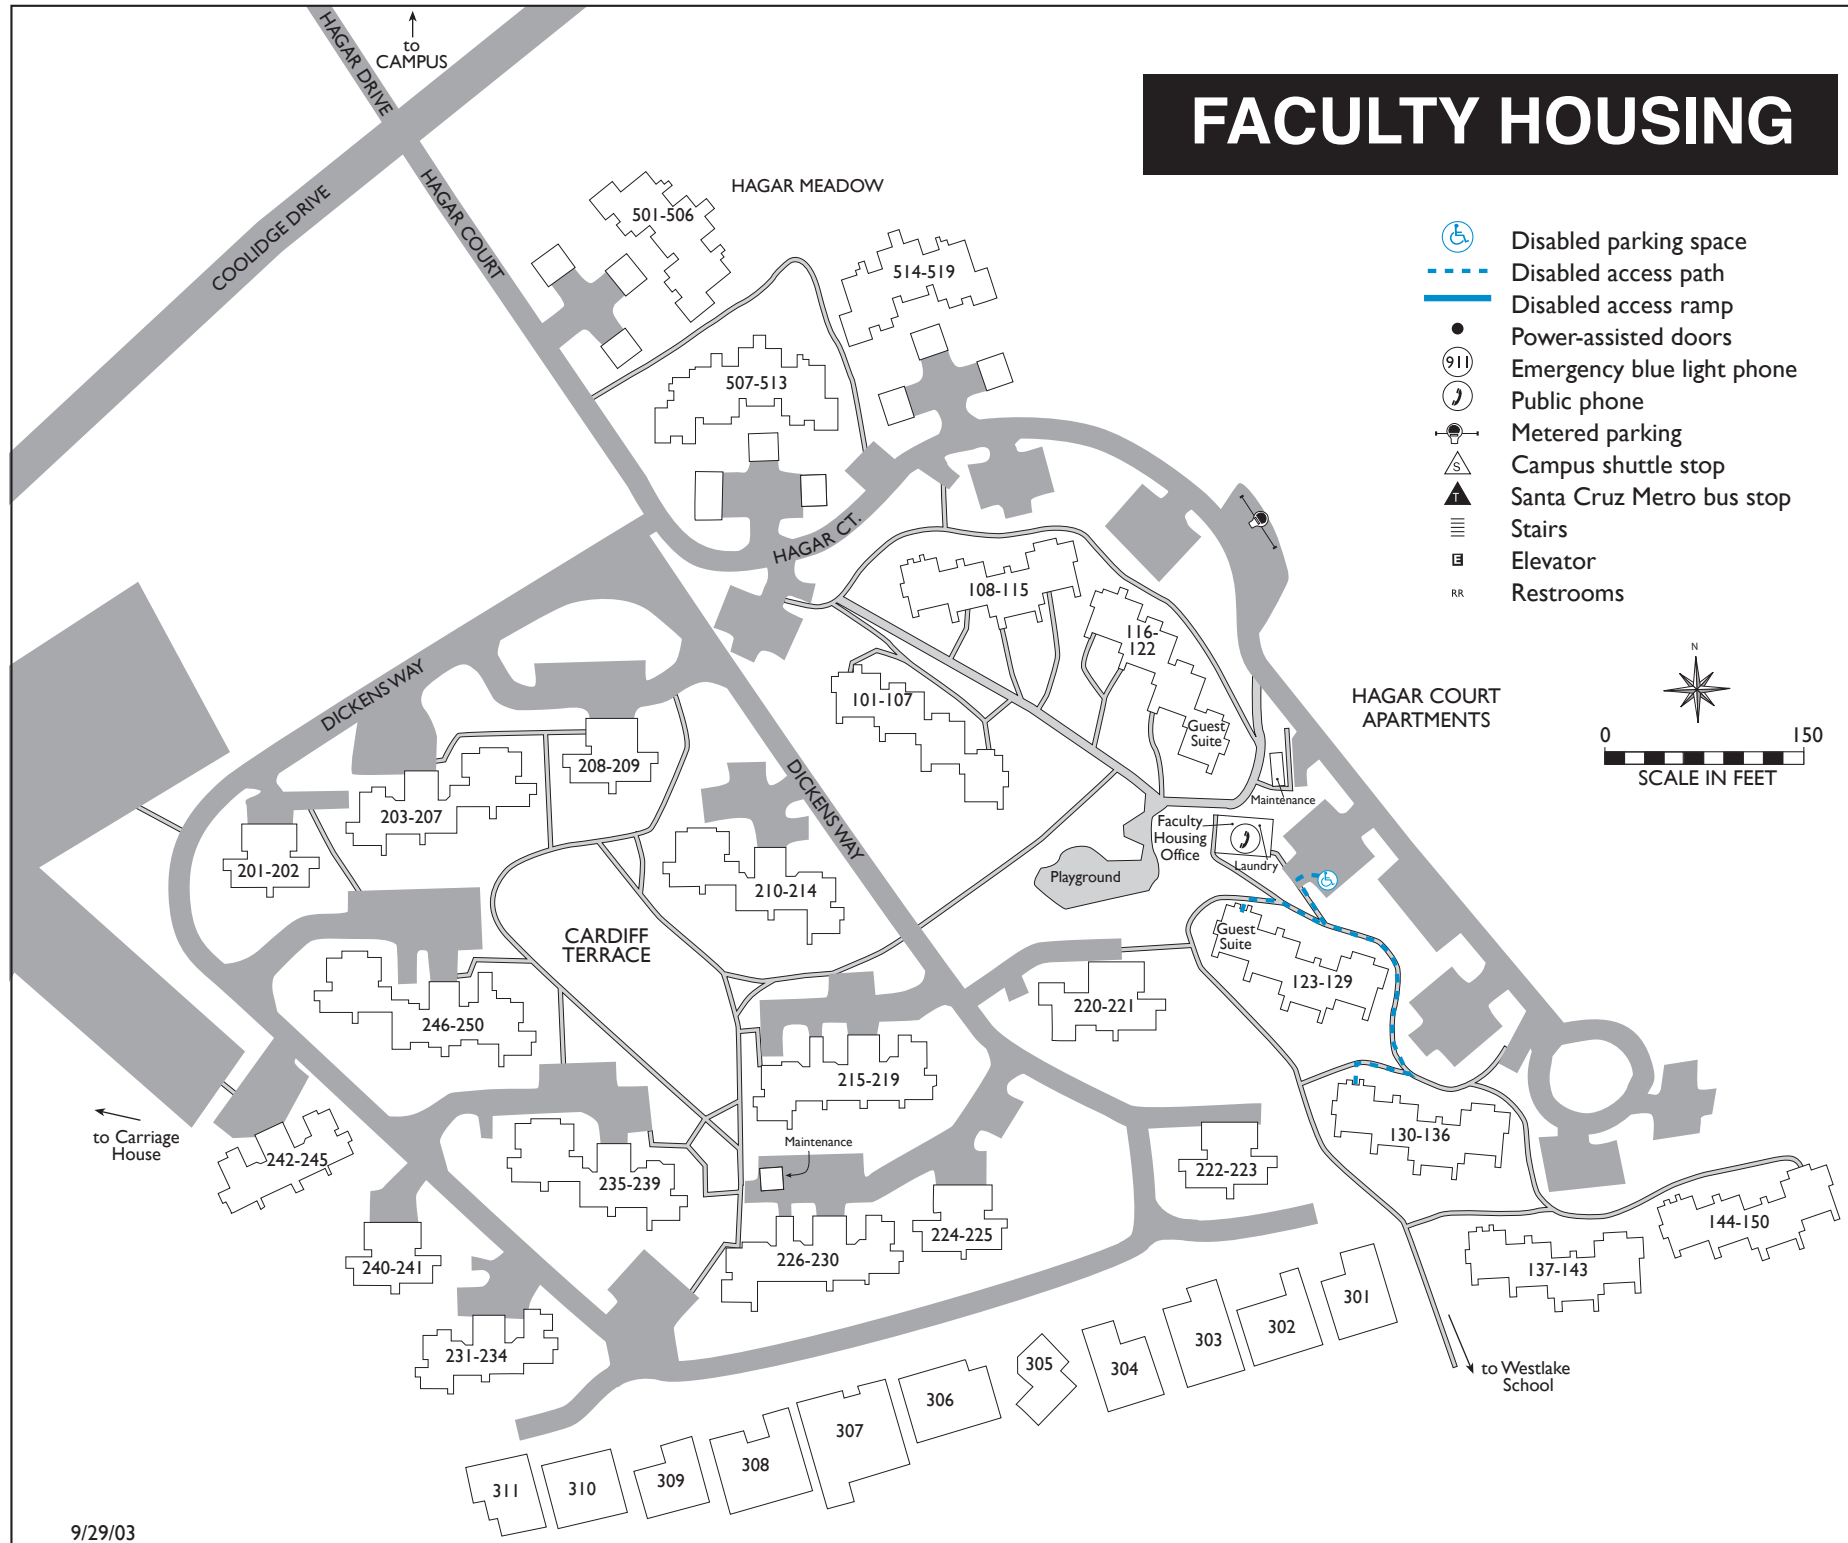 HAGAR DRIVE
to
CAMPUS
FACULTY HOUSING
COOLIDGE DRIVE
HAGAR COURT
HAGAR MEADOW
501-506
514-519
507-513
Disabled parking space
Disabled access path
Disabled access ramp
Power-assisted doors
911
Emergency blue light phone
Public phone
Metered parking
S
Campus shuttle stop
T
Santa Cruz Metro bus stop
Stairs
E
Elevator
RR
Restrooms
HAGAR CT.
108-115
116-
122
101-107
Guest
Suite
HAGAR COURT
APARTMENTS
N
0
150
SCALE IN FEET
DICKENS WAY
208-209
203-207
201-202
DICKENS WAY
210-214
Maintenance
Faculty
Housing
Office
Laundry
Playground
CARDIFF
TERRACE
Guest
Suite
123-129
220-221
246-250
215-219
130-136
to Carriage
House
242-245
235-239
Maintenance
222-223
144-150
240-241
226-230
224-225
137-143
231-234
301
302
303
304
305
306
307
308
309
310
311
to Westlake
School
9/29/03